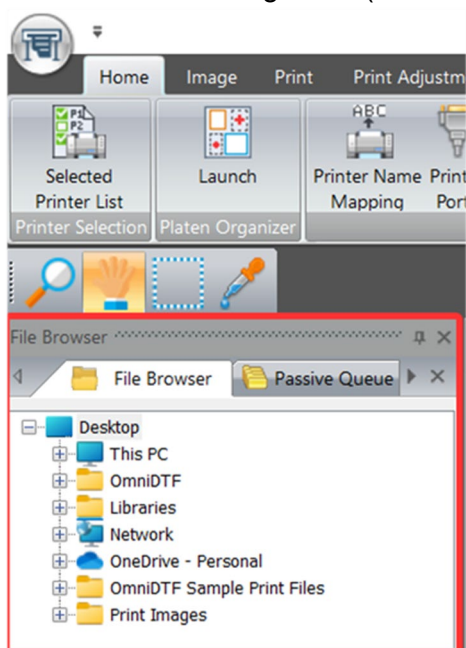 Home Image Print Print Adjustm
P1
P2
ABC
Selected
Printer List
Launch
Printer Name
Mapping
Print
Port
Printer Selection Platen Organizer
File Browser
File Browser Passive Queue
Desktop
This PC
OmniDTF
Libraries
Network
OneDrive - Personal
OmniDTF Sample Print Files
Print Images